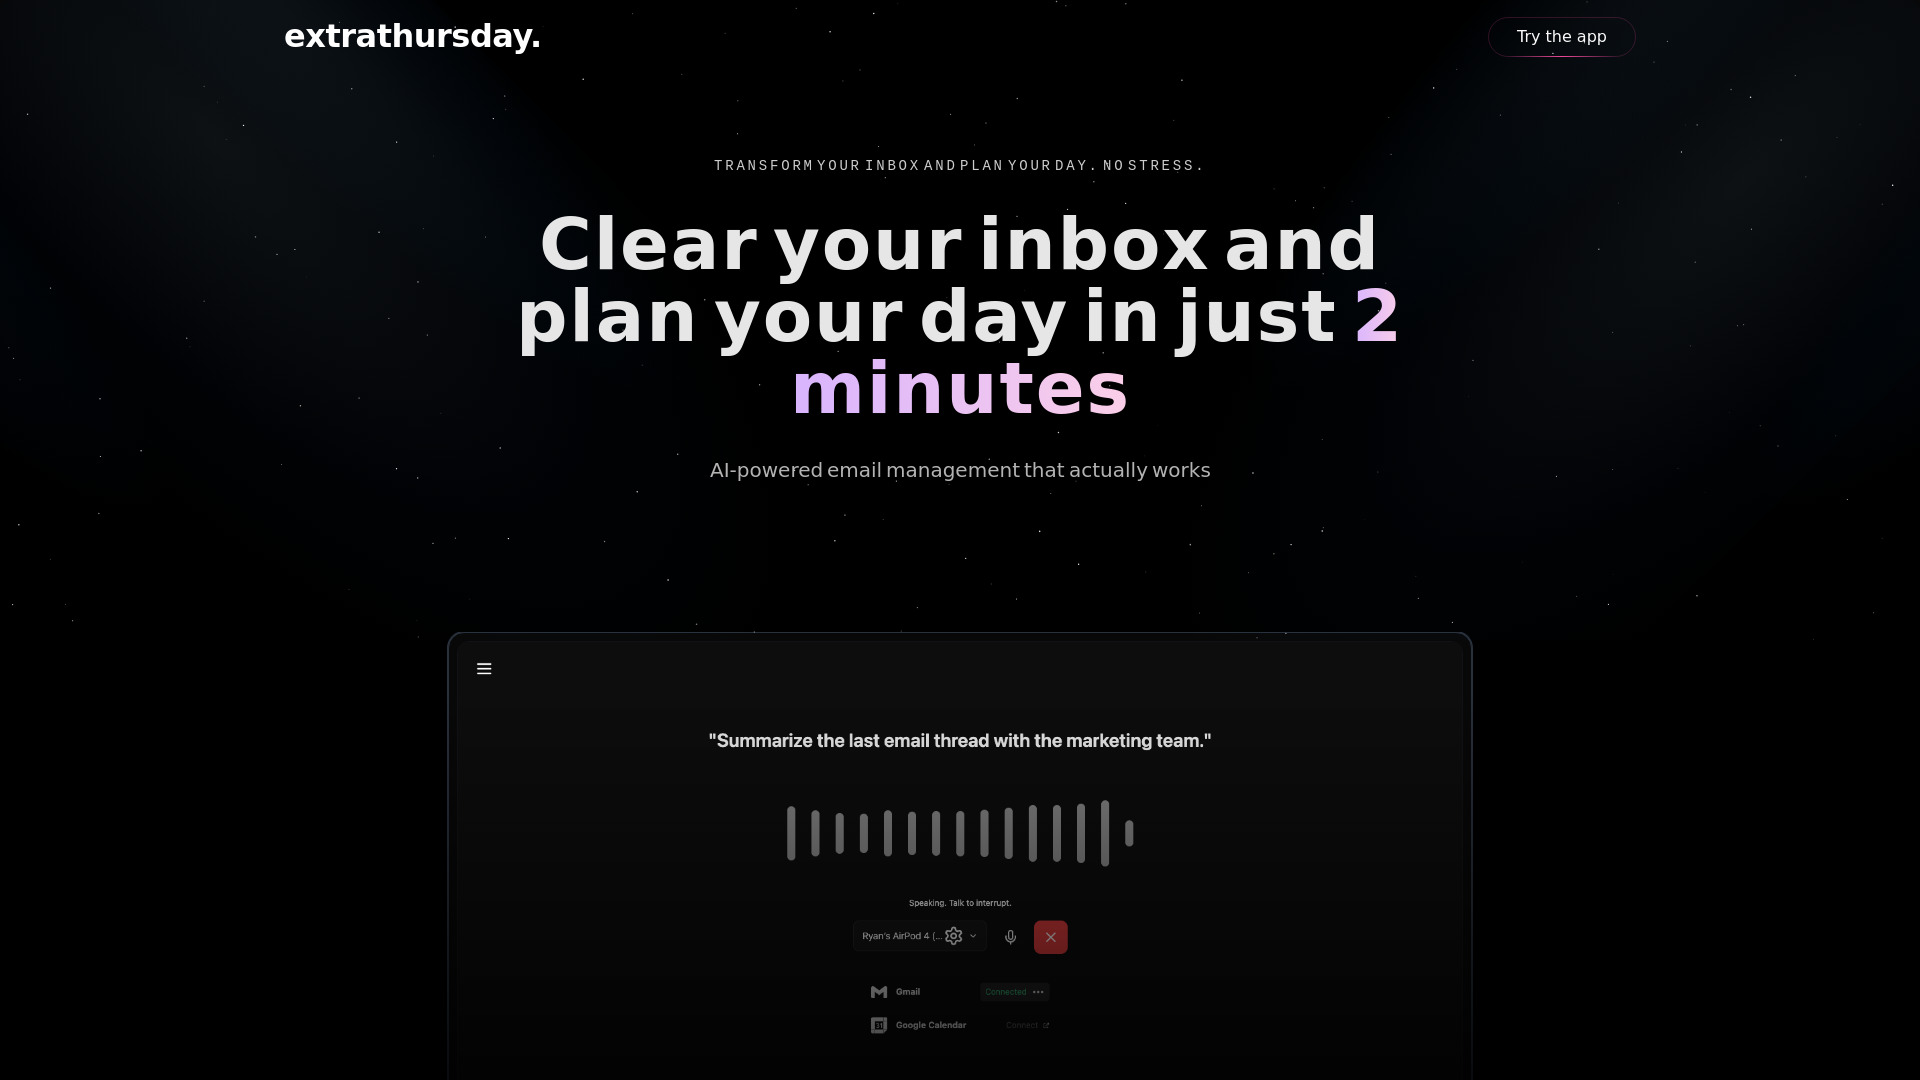 extrathursday.
Try the app
TRANSFORM YOUR INBOX AND PLAN YOUR DAY. NO STRESS.
Clear your inbox and
plan your day in just 2
minutes
AI-powered email management that actually works
"Summarize the last email thread with the marketing team."
Speaking. Talk to interrupt.
Ryan's AirPod 4 (...
Gmail
Connected
31
Google Calendar
Connect